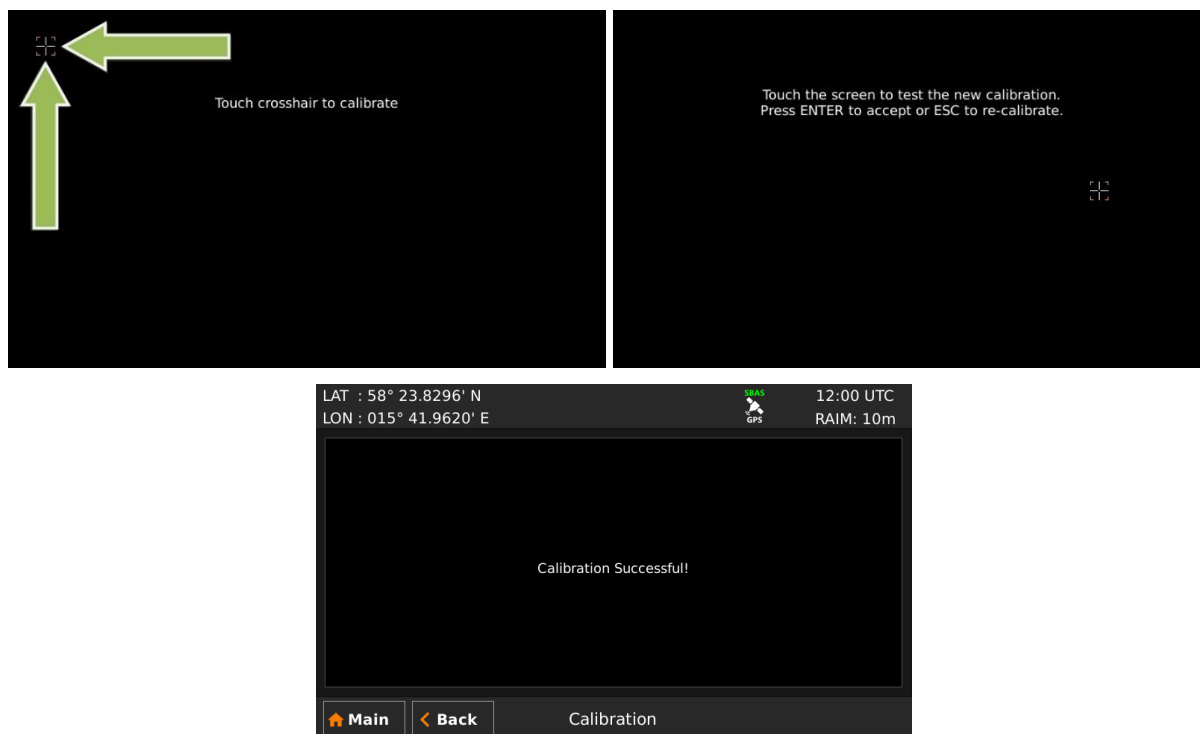 Touch crosshair to calibrate
Touch the screen to test the new calibration.
Press ENTER to accept or ESC to re-calibrate.
LAT : 58° 23.8296' N
LON : 015° 41.9620' E
SBAS
GPS
12:00 UTC
RAIM: 10m
Calibration Successful!
Main
Back
Calibration